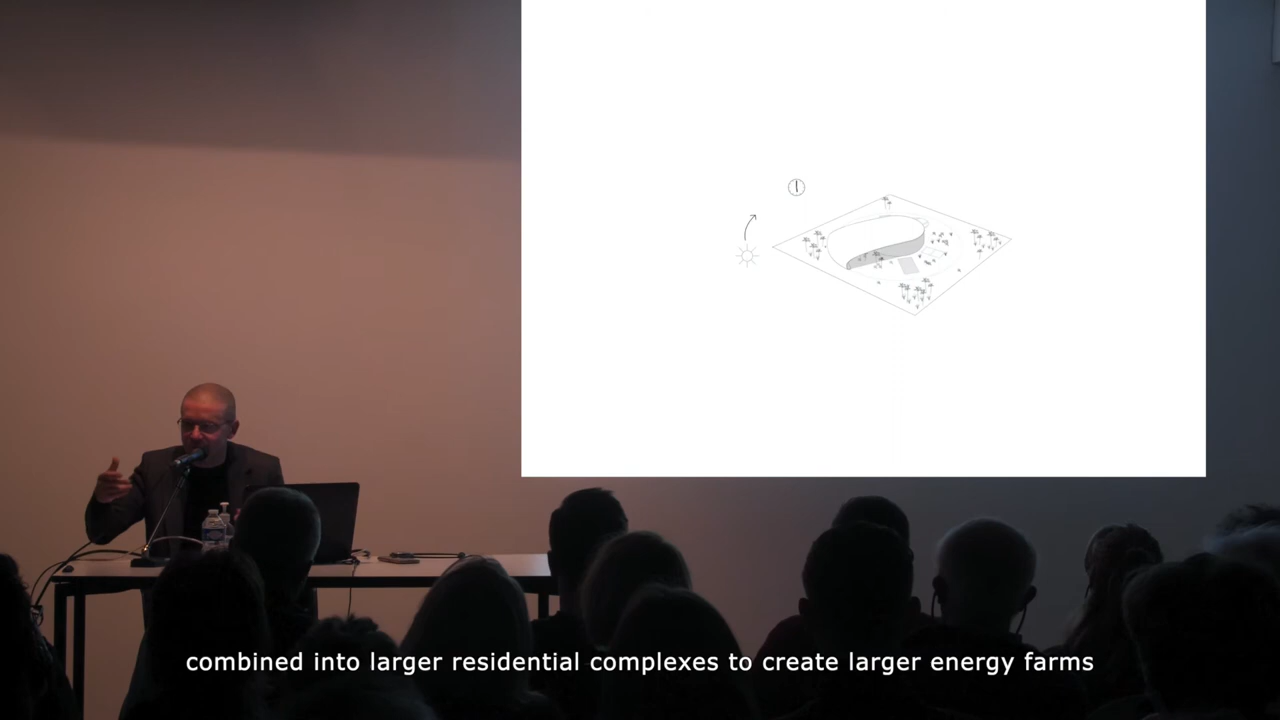 combined into larger residential complexes to create larger energy farms